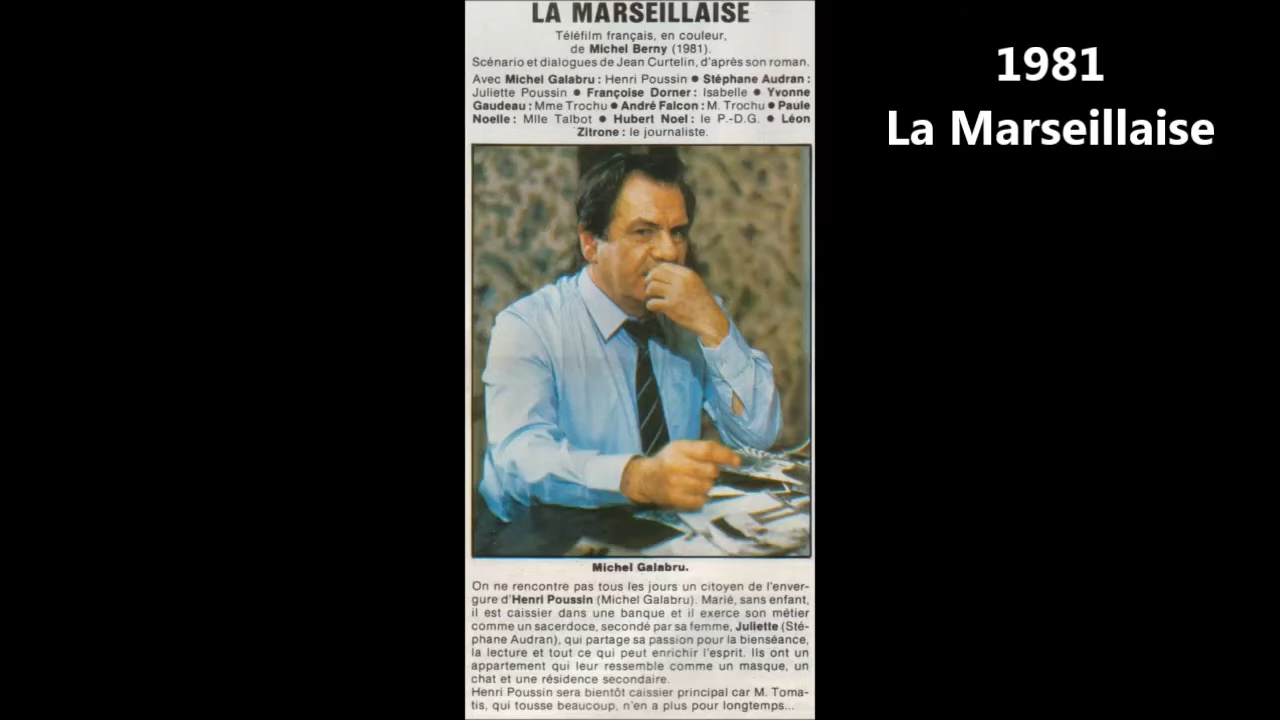 LA MARSEILLAISE
Téléfilm français, en couleur,
de Michel Berny (1981).
Scénario et dialogues de Jean Curtelin, d'après son roman.
Avec Michel Galabru : Henri Poussin ● Stéphane Audran :
Juliette Poussin ● Françoise Dorner : Isabelle ● Yvonne
Gaudeau : Mme Trochu ● André Falcon : M. Trochu ● Paule
Noelle : Mlle Talbot ● Hubert Noel : le P.-D.G. ● Léon
Zitrone : le journaliste.
Michel Galabru.
On ne rencontre pas tous les jours un citoyen de l'enver-
gure d'Henri Poussin (Michel Galabru). Marié, sans enfant,
il est caissier dans une banque et il exerce son métier
comme un sacerdoce, secondé par sa femme, Juliette (Sté-
phane Audran), qui partage sa passion pour la bienséance,
la lecture et tout ce qui peut enrichir l'esprit. Ils ont un
appartement qui leur ressemble comme un masque, un
chat et une résidence secondaire.
Henri Poussin sera bientôt caissier principal car M. Toma-
tis, qui tousse beaucoup, n'en a plus pour longtemps...
1981
La Marseillaise